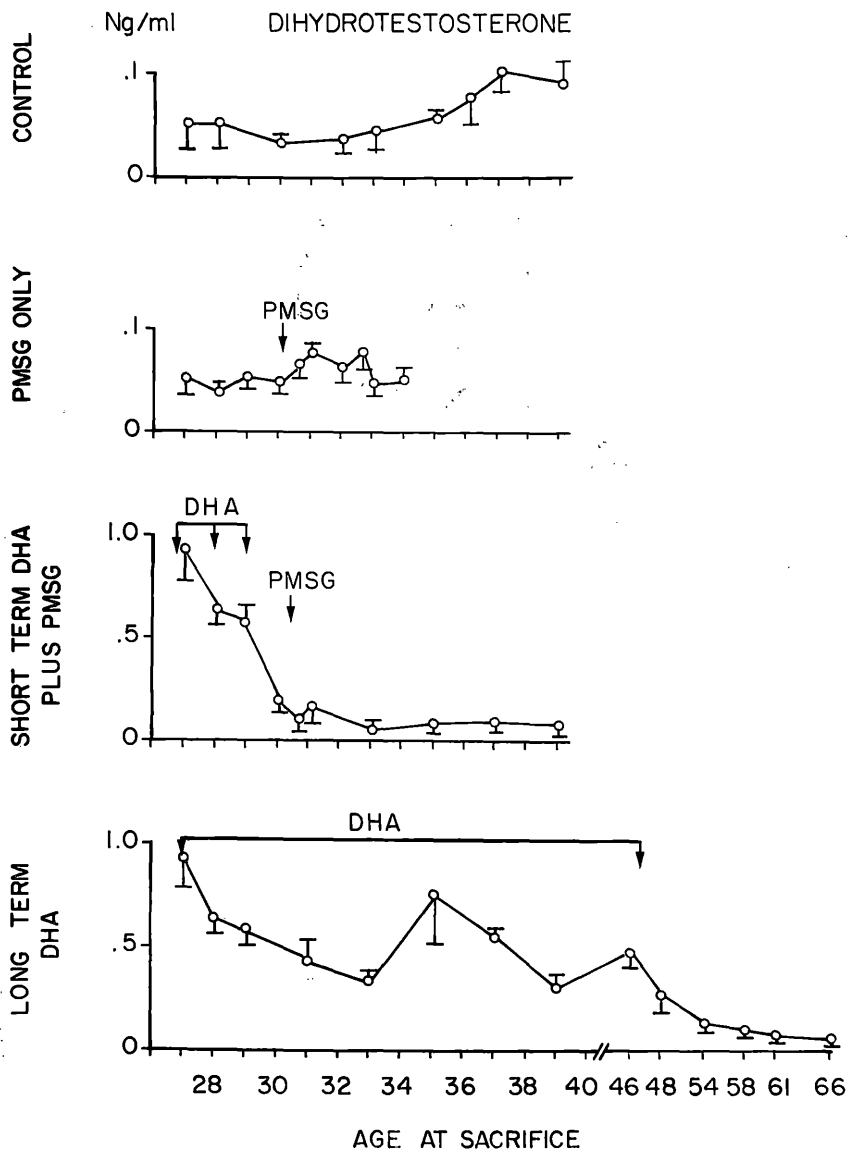 Ng/ml DIHYDROTESTOSTERONE
CONTROL
.1
0
PMSG ONLY
PMSG
.1
0
SHORT TERM DHA
PLUS PMSG
DHA
1.0
PMSG
.5
0
LONG TERM
DHA
DHA
1.0
.5
0
28 30 32 34 36 38 40 46 48 54 58 61 66
AGE AT SACRIFICE